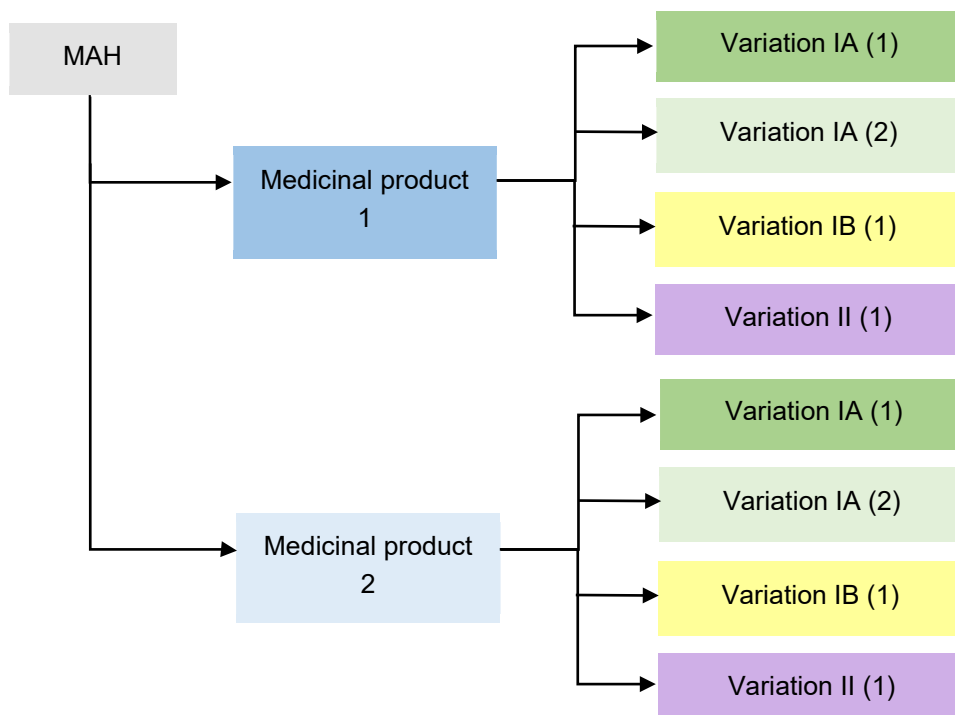 MAH
Medicinal product
1
Variation IA (1)
Variation IA (2)
Variation IB (1)
Variation II (1)
Medicinal product
2
Variation IA (1)
Variation IA (2)
Variation IB (1)
Variation II (1)